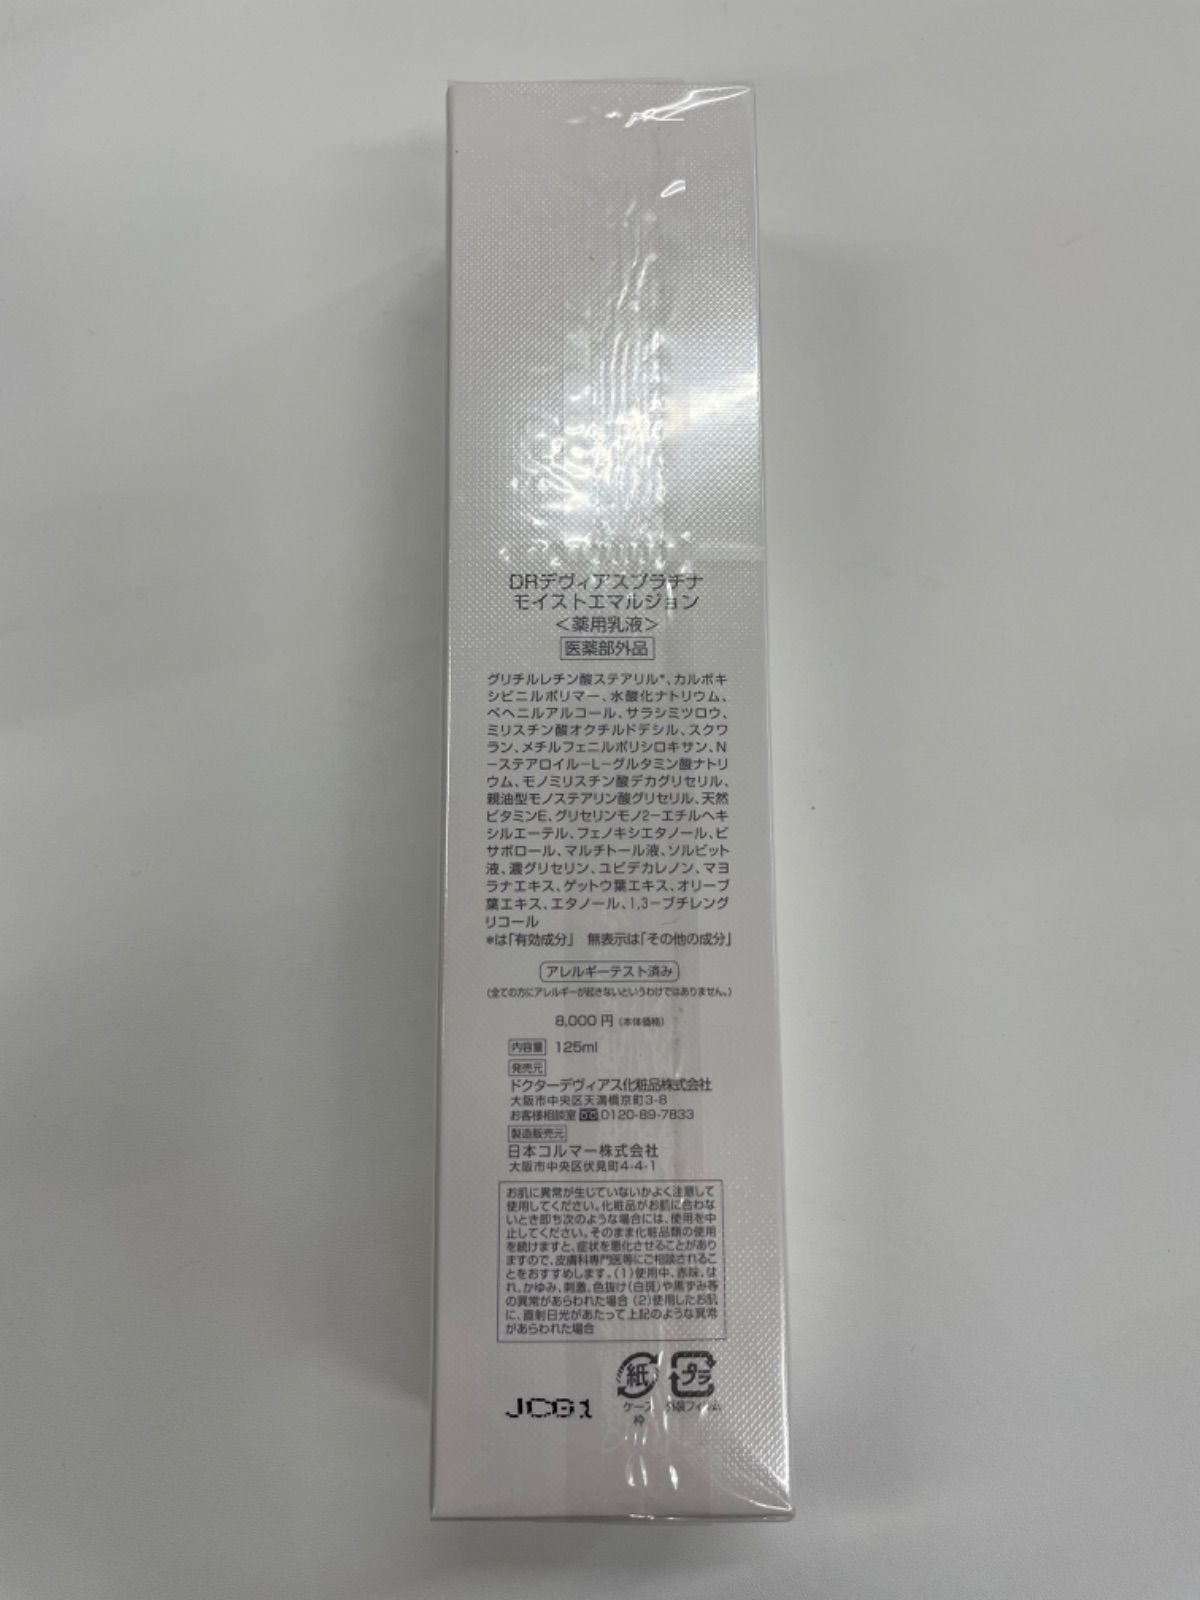 DRデヴィアスプラチナ
モイストエマルジョン
<薬用乳液>
医薬部外品
グリチルレチン酸ステアリル*、カルボキ
シビニルポリマー、水酸化ナトリウム、
ベヘニルアルコール、サラシミツロウ、
ミリスチン酸オクチルドデシル、スクワ
ラン、メチルフェニルポリシロキサン、N
-ステアロイル-L-グルタミン酸ナトリ
ウム、モノミリスチン酸デカグリセリル、
親油型モノステアリン酸グリセリル、天然
ビタミンE、グリセリンモノ2-エチルヘキ
シルエーテル、フェノキシエタノール、ビ
サボロール、マルチトール液、ソルビット
液、濃グリセリン、ユビデカレノン、マヨ
ラナエキス、ゲットウ葉エキス、オリーブ
葉エキス、エタノール、1,3-ブチレング
リコール
*は「有効成分」 無表示は「その他の成分」
アレルギーテスト済み
(全ての方にアレルギーが起きないというわけではありません。)
8,000 円 (本体価格)
内容量 125ml
発売元
ドクターデヴィアス化粧品株式会社
大阪市中央区天満橋京町3-8
お客様相談室 0120-89-7833
製造販売元
日本コルマー株式会社
大阪市中央区伏見町4-4-1
お肌に異常が生じていないかよく注意して
使用してください。化粧品がお肌に合わな
いとき即ち次のような場合には、使用を中
止してください。そのまま化粧品類の使用
を続けますと、症状を悪化させることがあり
ますので、皮膚科専門医等にご相談されるこ
とをおすすめします。(1)使用中、赤味、は
れ、かゆみ、刺激、色抜け(白斑)や黒ずみ等
の異常があらわれた場合 (2)使用したお肌
に、直射日光があたって上記のような異常
があらわれた場合
紙 プラ
ケース 外装フィルム
枠
JCG1